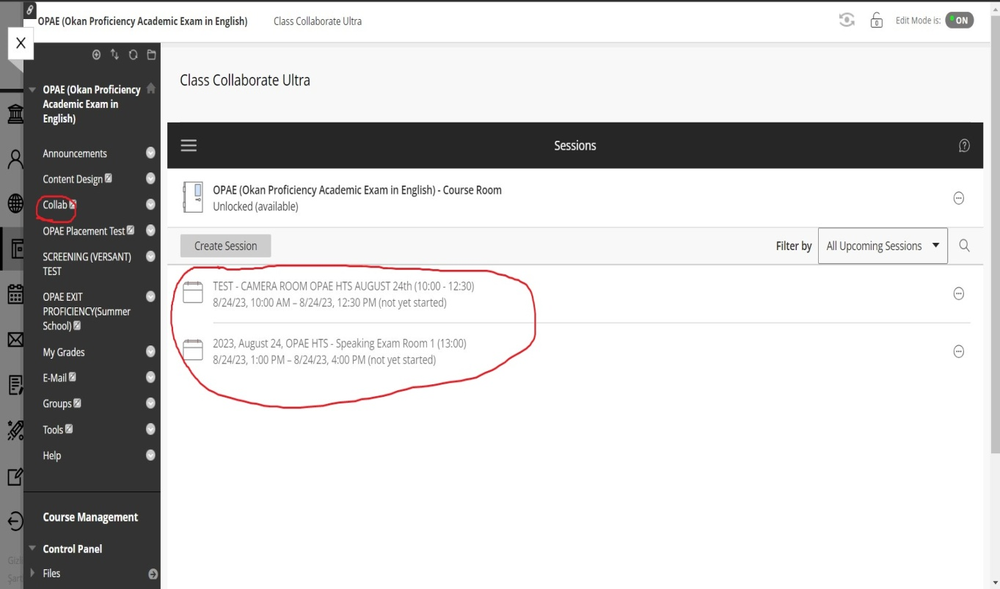 OPAE (Okan Proficiency Academic Exam in English)
Class Collaborate Ultra
Edit Mode is:
ON
X
OPAE (Okan Proficiency
Academic Exam in
English)
Announcements
Content Design
Collab
OPAE Placement Test
SCREENING (VERSANT)
TEST
OPAE EXIT
PROFICIENCY(Summer
School)
My Grades
E-Mail
Groups
Tools
Help
Course Management
Control Panel
Files
Class Collaborate Ultra
Sessions
OPAE (Okan Proficiency Academic Exam in English) - Course Room
Unlocked (available)
Create Session
Filter by
All Upcoming Sessions
TEST - CAMERA ROOM OPAE HTS AUGUST 24th (10:00 - 12:30)
8/24/23, 10:00 AM – 8/24/23, 12:30 PM (not yet started)
2023, August 24, OPAE HTS - Speaking Exam Room 1 (13:00)
8/24/23, 1:00 PM – 8/24/23, 4:00 PM (not yet started)